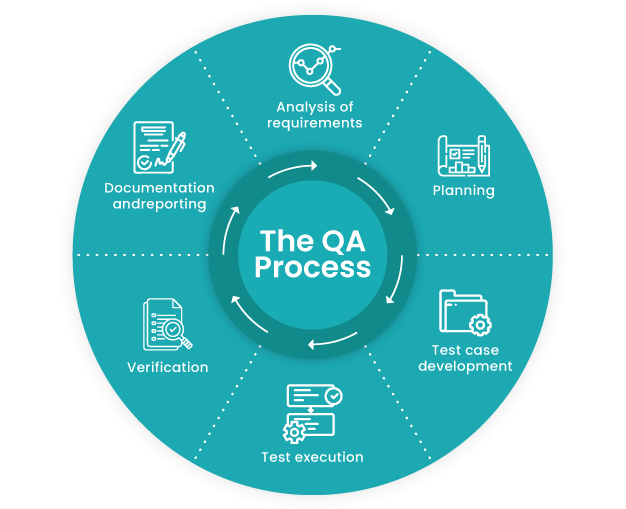 Analysis of
requirements
Planning
Test case
development
Test execution
Verification
Documentation
andreporting
The QA
Process